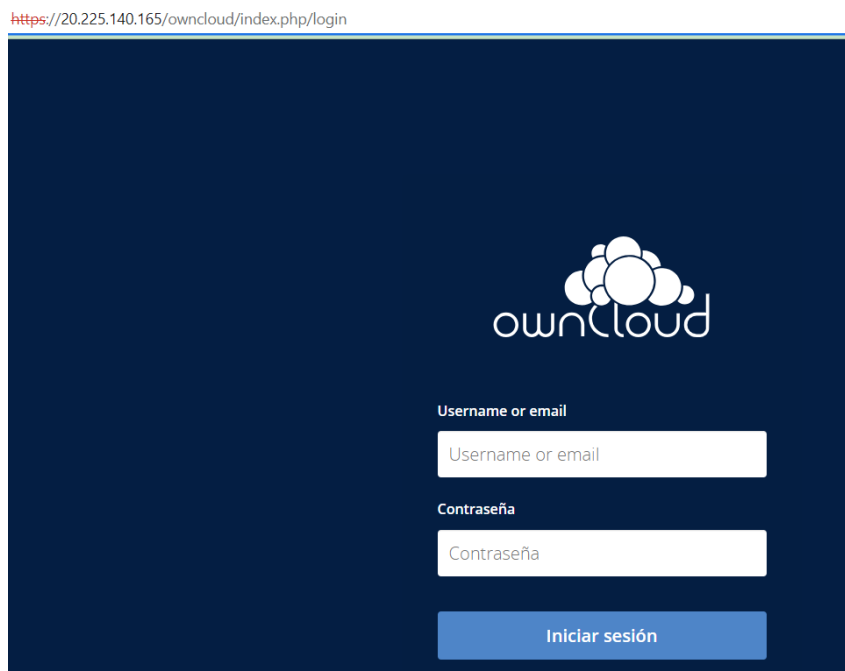 https://20.225.140.165/owncloud/index.php/login
ownCloud
Username or email
Username or email
Contraseña
Contraseña
Iniciar sesión